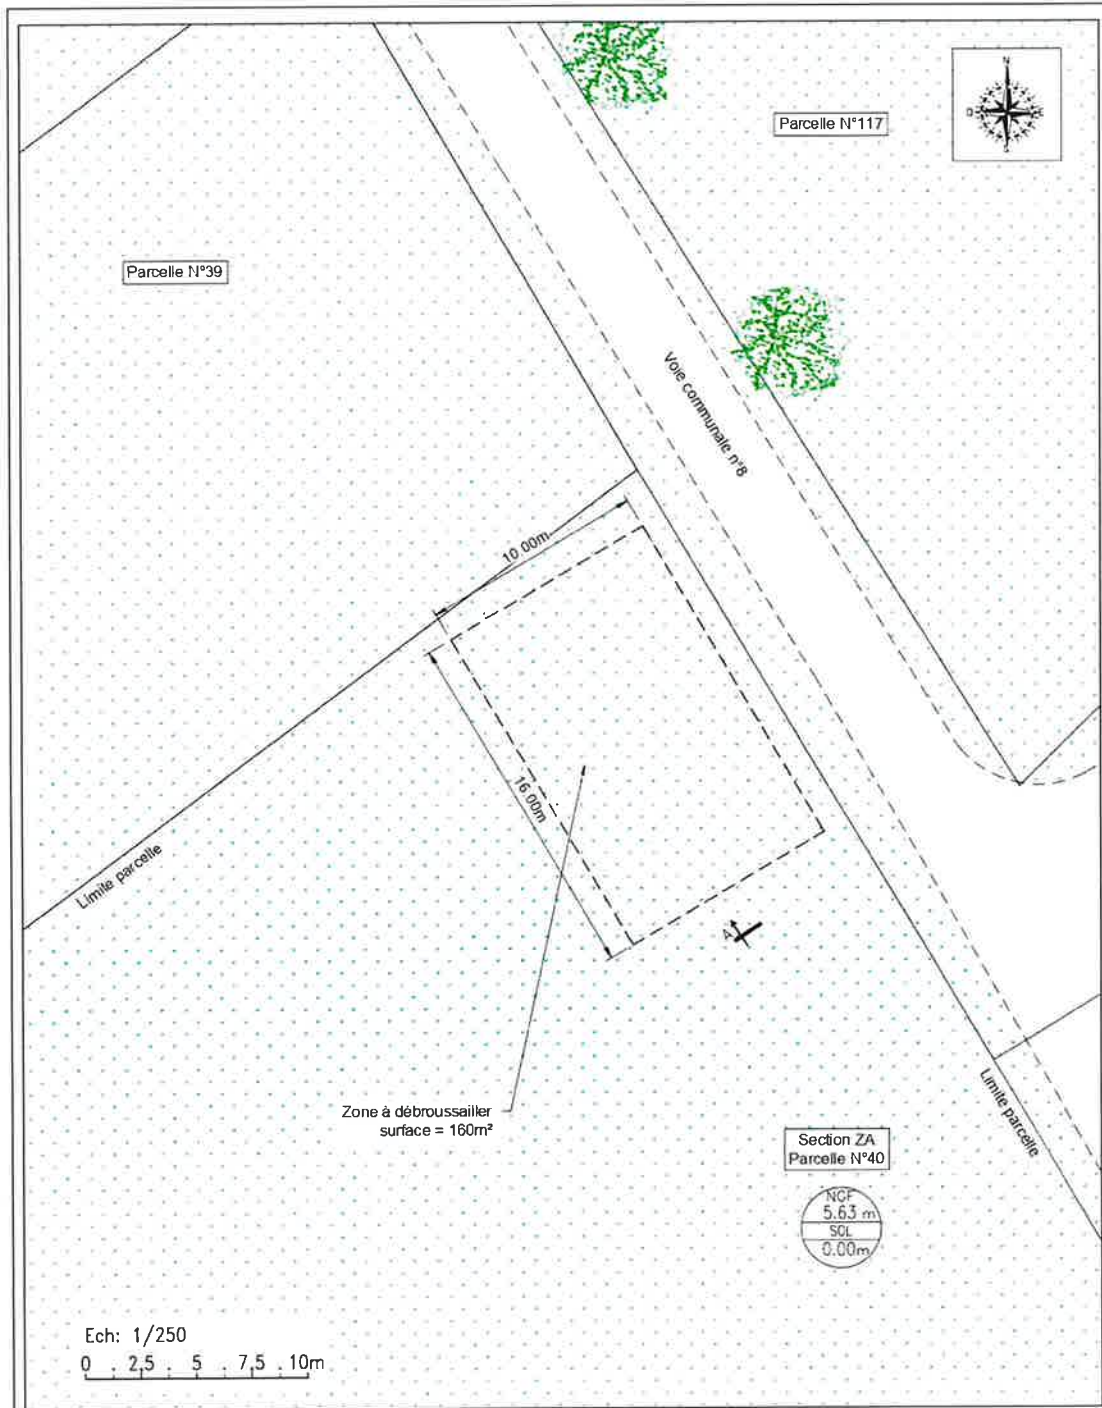 N
O E
S
Parcelle N°117
Parcelle N°39
Voie communale n°8
10.00m
16.00m
Limite parcelle
A
Zone à débroussailler
surface = 160m²
Limite parcelle
Section ZA
Parcelle N°40
NGF
5.63 m
SOL
0.00m
Ech: 1/250
0 2,5 5 7,5 10m